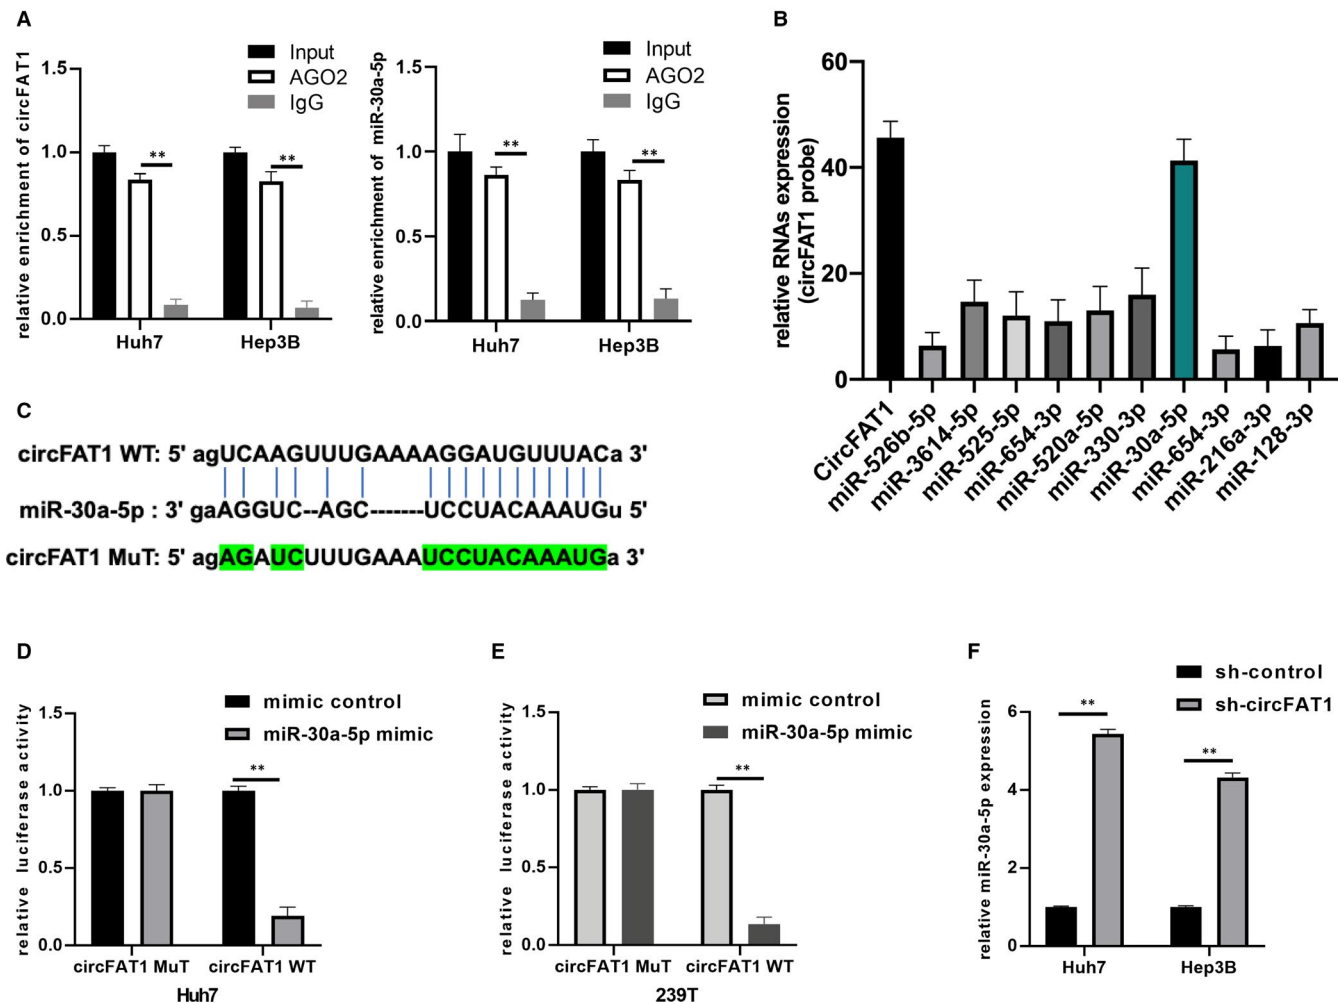 A
relative enrichment of circFAT1
Input
AGO2
IgG
1.5
1.0
0.5
0.0
**
**
Huh7
Hep3B
relative enrichment of miR-30a-5p
Input
AGO2
IgG
1.5
1.0
0.5
0.0
**
**
Huh7
Hep3B
B
relative RNAs expression
(circFAT1 probe)
60
40
20
0
CircFAT1
miR-526b-5p
miR-3614-5p
miR-525-5p
miR-654-3p
miR-520a-5p
miR-330-3p
miR-30a-5p
miR-654-3p
miR-216a-3p
miR-128-3p
C
circFAT1 WT: 5' agUCAAGUUUGAAAAGGAUGUUUACa 3'
miR-30a-5p : 3' gaAGGUC--AGC-------UCCUACAAAUGu 5'
circFAT1 MuT: 5' agAGAUCUUUGAAAUCCUACAAAUGa 3'
D
relative luciferase activity
mimic control
miR-30a-5p mimic
1.5
1.0
0.5
0.0
**
circFAT1 MuT
circFAT1 WT
Huh7
E
relative luciferase activity
mimic control
miR-30a-5p mimic
1.5
1.0
0.5
0.0
**
circFAT1 MuT
circFAT1 WT
239T
F
relative miR-30a-5p expression
sh-control
sh-circFAT1
6
4
2
0
**
**
Huh7
Hep3B